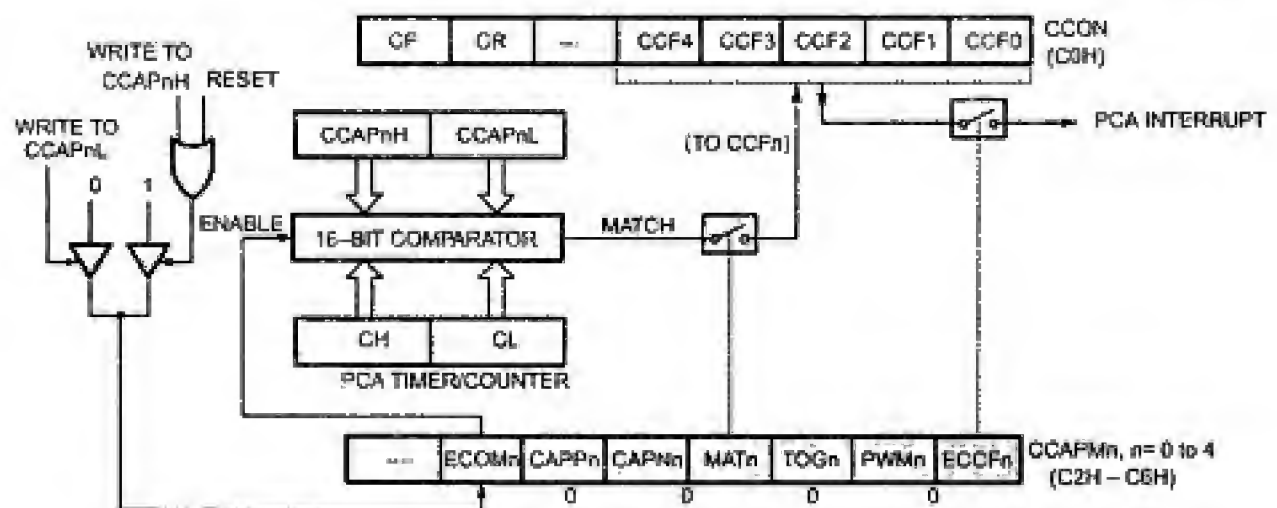 CF CR --- CCF4 CCF3 CCF2 CCF1 CCF0
CCON
(C0H)
WRITE TO
CCAPnH RESET
WRITE TO
CCAPnL
0 1
ENABLE
CCAPnH CCAPnL
16–BIT COMPARATOR
CH CL
PCA TIMER/COUNTER
MATCH
(TO CCFn)
PCA INTERRUPT
--- ECOMn CAPPn CAPNn MATn TOGn PWMn ECCFn
CCAPMn, n= 0 to 4
(C2H – C6H)
0 0 0 0